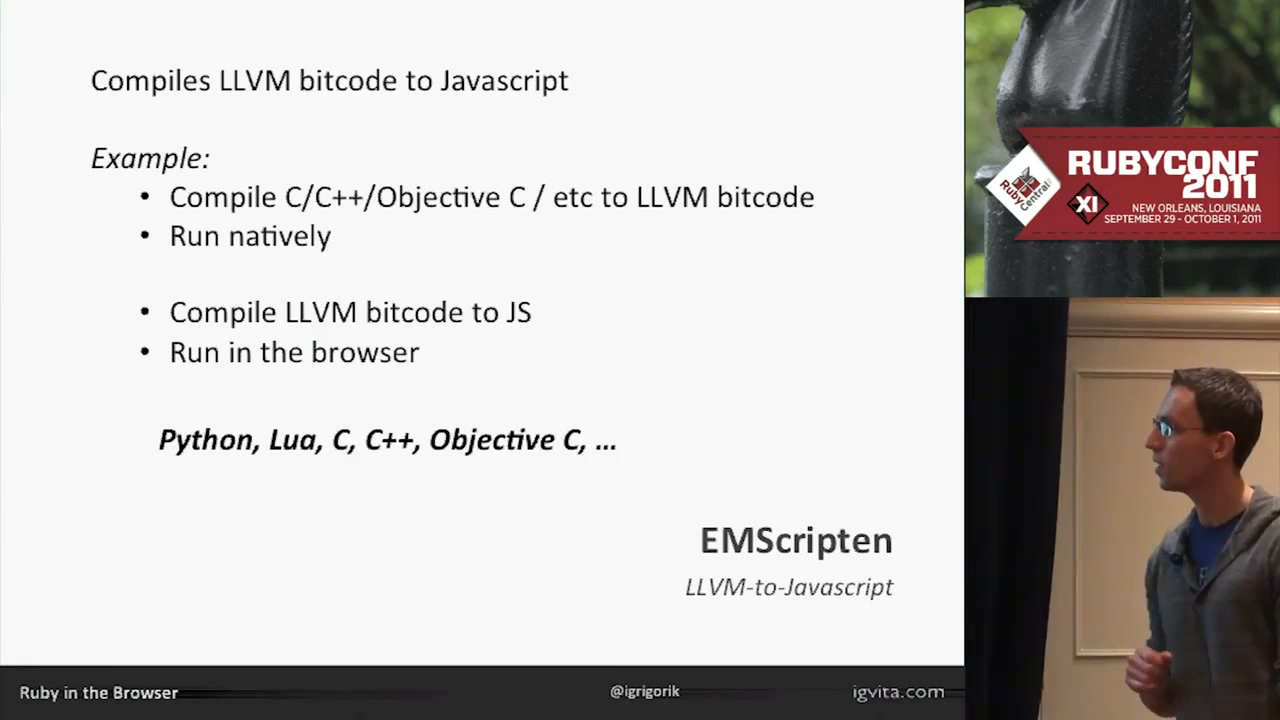 Compiles LLVM bitcode to Javascript
Example:
• Compile C/C++/Objective C / etc to LLVM bitcode
• Run natively
• Compile LLVM bitcode to JS
• Run in the browser
Python, Lua, C, C++, Objective C, ...
EMScripten
LLVM-to-Javascript
Ruby in the Browser
@igrigorik
igvita.com
RubyCentral
XI
RUBYCONF
2011
NEW ORLEANS, LOUISIANA
SEPTEMBER 29 - OCTOBER 1, 2011